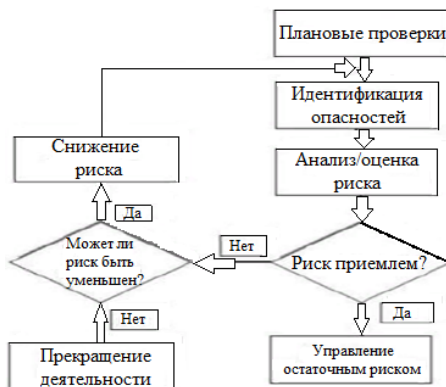 Плановые проверки
Идентификация
опасностей
Снижение
риска
Анализ/оценка
риска
Да
Может ли
риск быть
уменьшен?
Нет
Риск приемлем?
Нет
Да
Прекращение
деятельности
Управление
остаточным риском